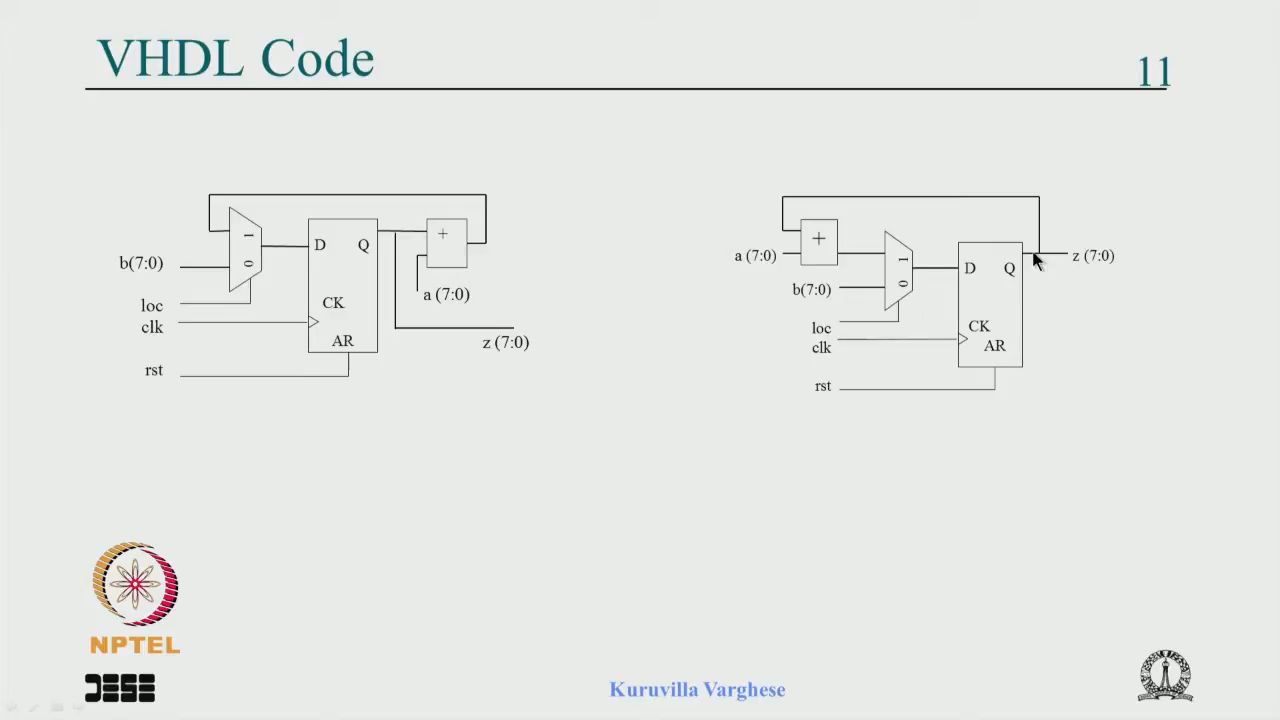 VHDL Code
11
b(7:0)
loc
clk
rst
1
0
D
Q
CK
AR
+
a (7:0)
z (7:0)
a (7:0)
b(7:0)
loc
clk
rst
+
1
0
D
Q
CK
AR
z (7:0)
NPTEL
DESE
Kuruvilla Varghese